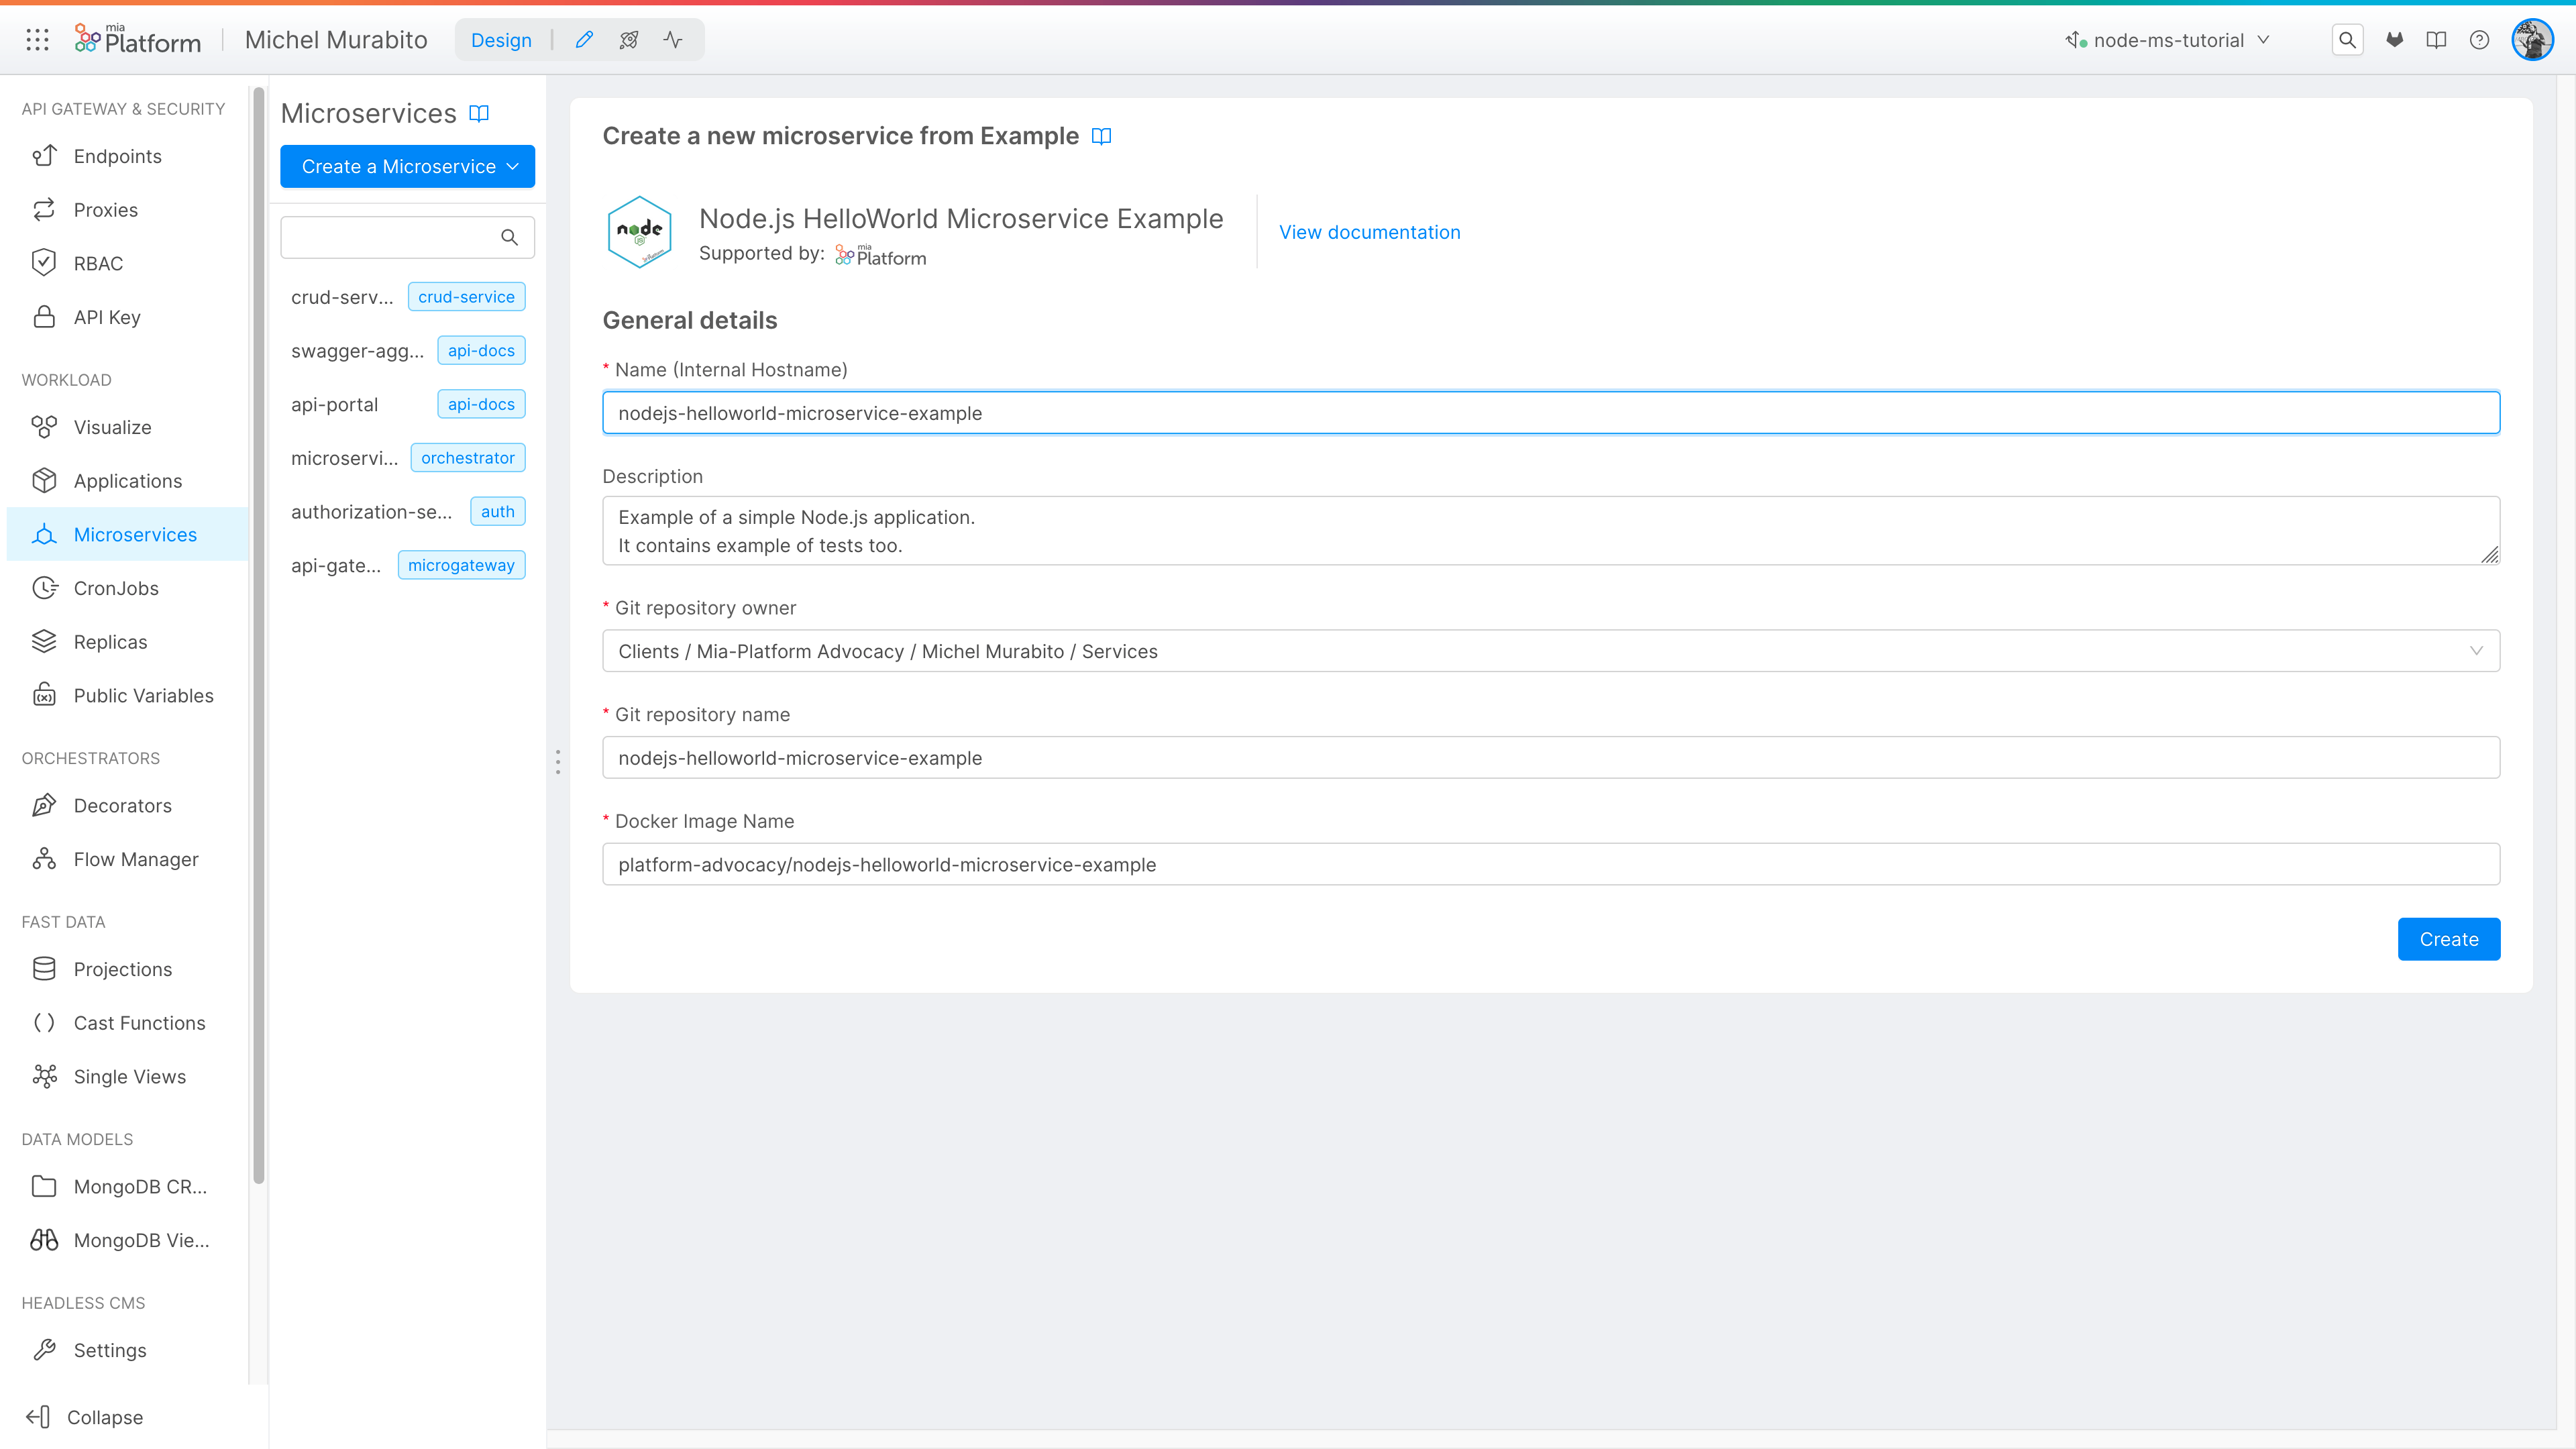 mia
Platform
Michel Murabito
Design
node-ms-tutorial
API GATEWAY & SECURITY
Endpoints
Proxies
RBAC
API Key
WORKLOAD
Visualize
Applications
Microservices
CronJobs
Replicas
Public Variables
ORCHESTRATORS
Decorators
Flow Manager
FAST DATA
Projections
Cast Functions
Single Views
DATA MODELS
MongoDB CR...
MongoDB Vie...
HEADLESS CMS
Settings
Collapse
Microservices
Create a Microservice
crud-serv... crud-service
swagger-agg... api-docs
api-portal api-docs
microservi... orchestrator
authorization-se... auth
api-gate... microgateway
Create a new microservice from Example
node
JS
Node.js HelloWorld Microservice Example
Supported by: mia Platform
View documentation
General details
* Name (Internal Hostname)
nodejs-helloworld-microservice-example
Description
Example of a simple Node.js application.
It contains example of tests too.
* Git repository owner
Clients / Mia-Platform Advocacy / Michel Murabito / Services
* Git repository name
nodejs-helloworld-microservice-example
* Docker Image Name
platform-advocacy/nodejs-helloworld-microservice-example
Create